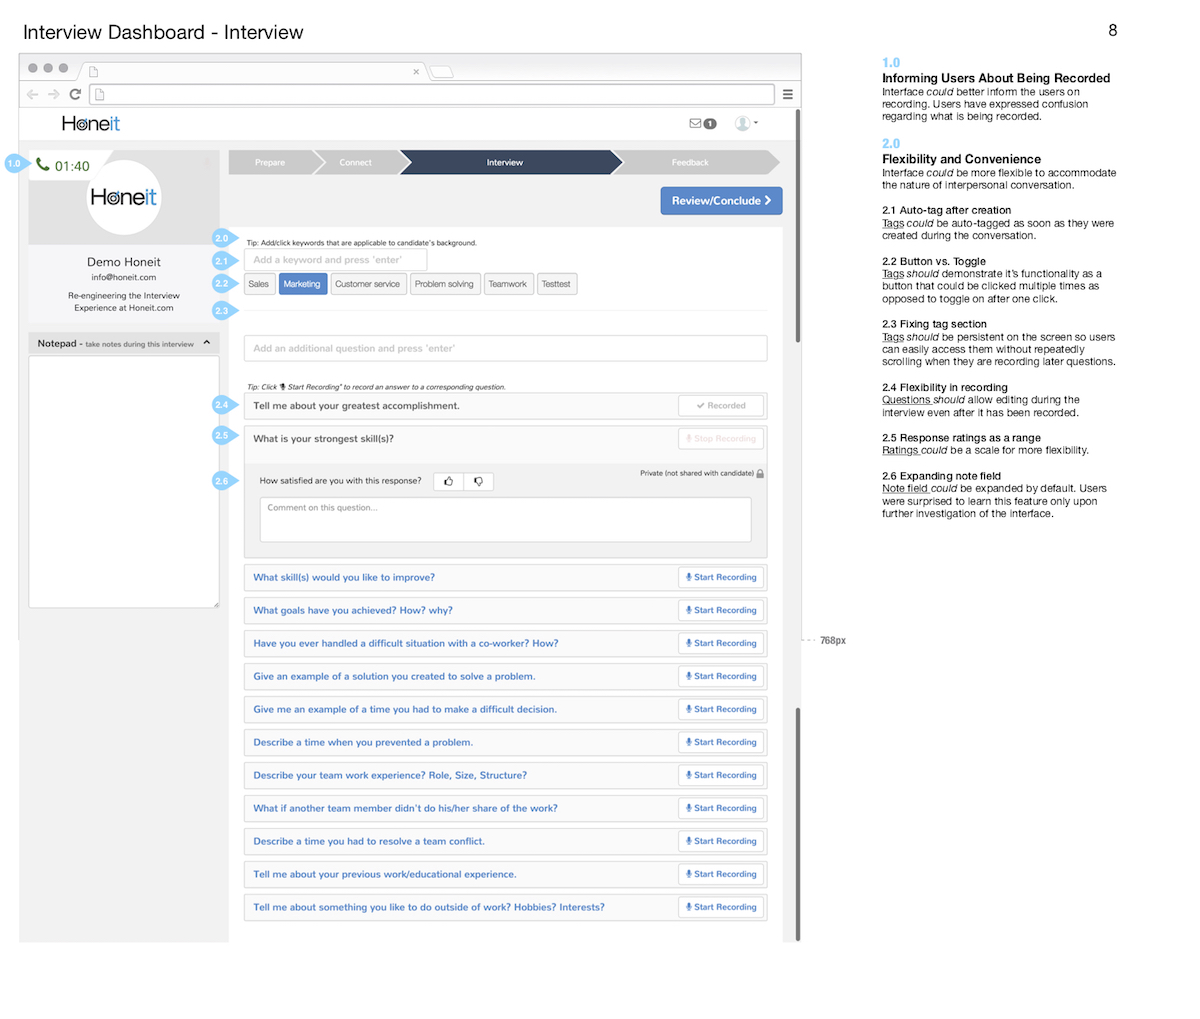 Interview Dashboard - Interview
8
Honeit
1
1.0
01:40
Honeit
Demo Honeit
info@honeit.com
Re-engineering the Interview
Experience at Honeit.com
Notepad - take notes during this interview
Prepare
Connect
Interview
Feedback
Review/Conclude
2.0
Tip: Add/click keywords that are applicable to candidate's background.
2.1
Add a keyword and press 'enter'
2.2
Sales
Marketing
Customer service
Problem solving
Teamwork
Testtest
2.3
Add an additional question and press 'enter'
Tip: Click "Start Recording" to record an answer to a corresponding question.
2.4
Tell me about your greatest accomplishment.
Recorded
2.5
What is your strongest skill(s)?
Stop Recording
Private (not shared with candidate)
2.6
How satisfied are you with this response?
Comment on this question...
What skill(s) would you like to improve?
Start Recording
What goals have you achieved? How? why?
Start Recording
Have you ever handled a difficult situation with a co-worker? How?
Start Recording
Give an example of a solution you created to solve a problem.
Start Recording
Give me an example of a time you had to make a difficult decision.
Start Recording
Describe a time when you prevented a problem.
Start Recording
Describe your team work experience? Role, Size, Structure?
Start Recording
What if another team member didn't do his/her share of the work?
Start Recording
Describe a time you had to resolve a team conflict.
Start Recording
Tell me about your previous work/educational experience.
Start Recording
Tell me about something you like to do outside of work? Hobbies? Interests?
Start Recording
768px
1.0
Informing Users About Being Recorded
Interface could better inform the users on
recording. Users have expressed confusion
regarding what is being recorded.
2.0
Flexibility and Convenience
Interface could be more flexible to accommodate
the nature of interpersonal conversation.
2.1 Auto-tag after creation
Tags could be auto-tagged as soon as they were
created during the conversation.
2.2 Button vs. Toggle
Tags should demonstrate it's functionality as a
button that could be clicked multiple times as
opposed to toggle on after one click.
2.3 Fixing tag section
Tags should be persistent on the screen so users
can easily access them without repeatedly
scrolling when they are recording later questions.
2.4 Flexibility in recording
Questions should allow editing during the
interview even after it has been recorded.
2.5 Response ratings as a range
Ratings could be a scale for more flexibility.
2.6 Expanding note field
Note field could be expanded by default. Users
were surprised to learn this feature only upon
further investigation of the interface.